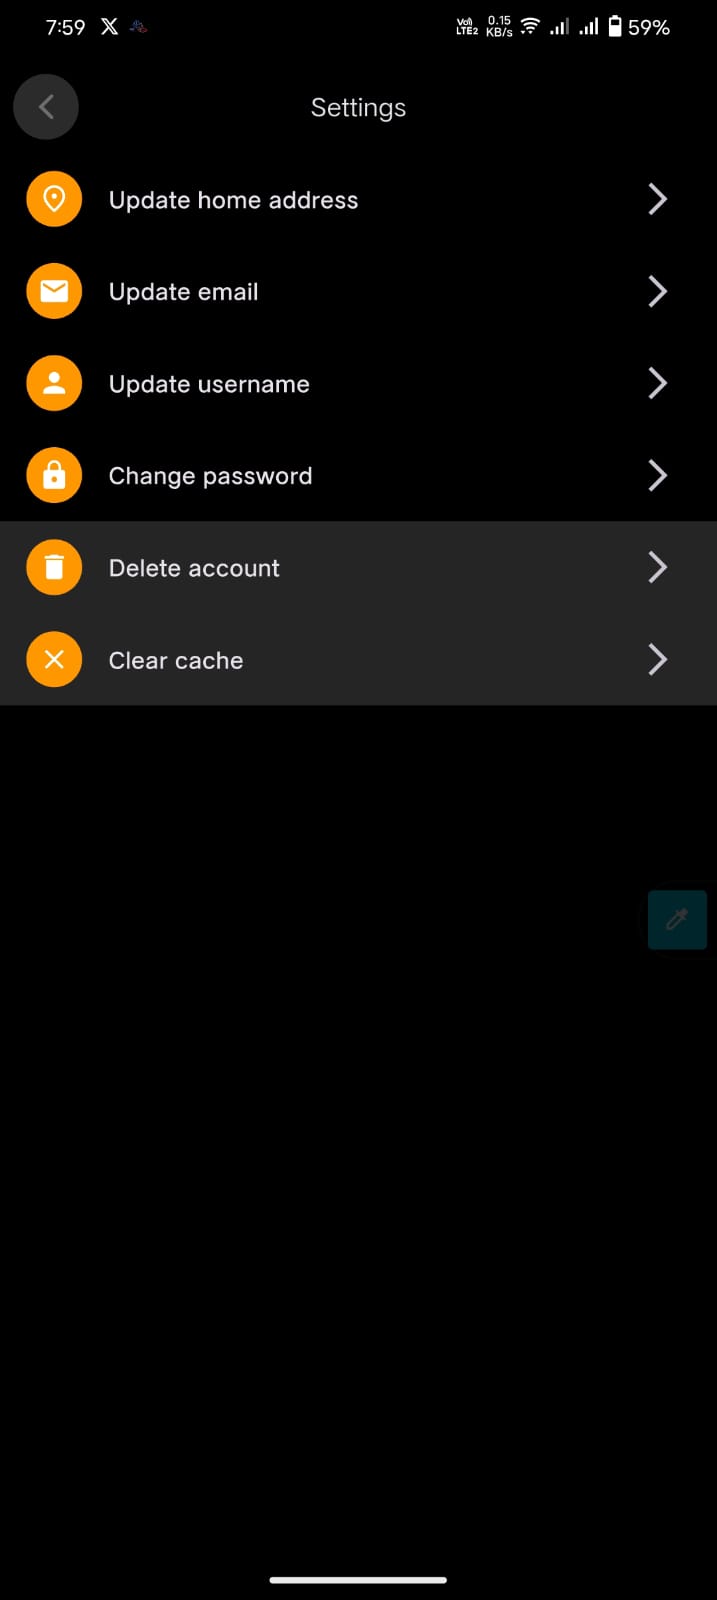 7:59
Vo)) LTE2 0.15 KB/s 59%
Settings
Update home address
Update email
Update username
Change password
Delete account
Clear cache